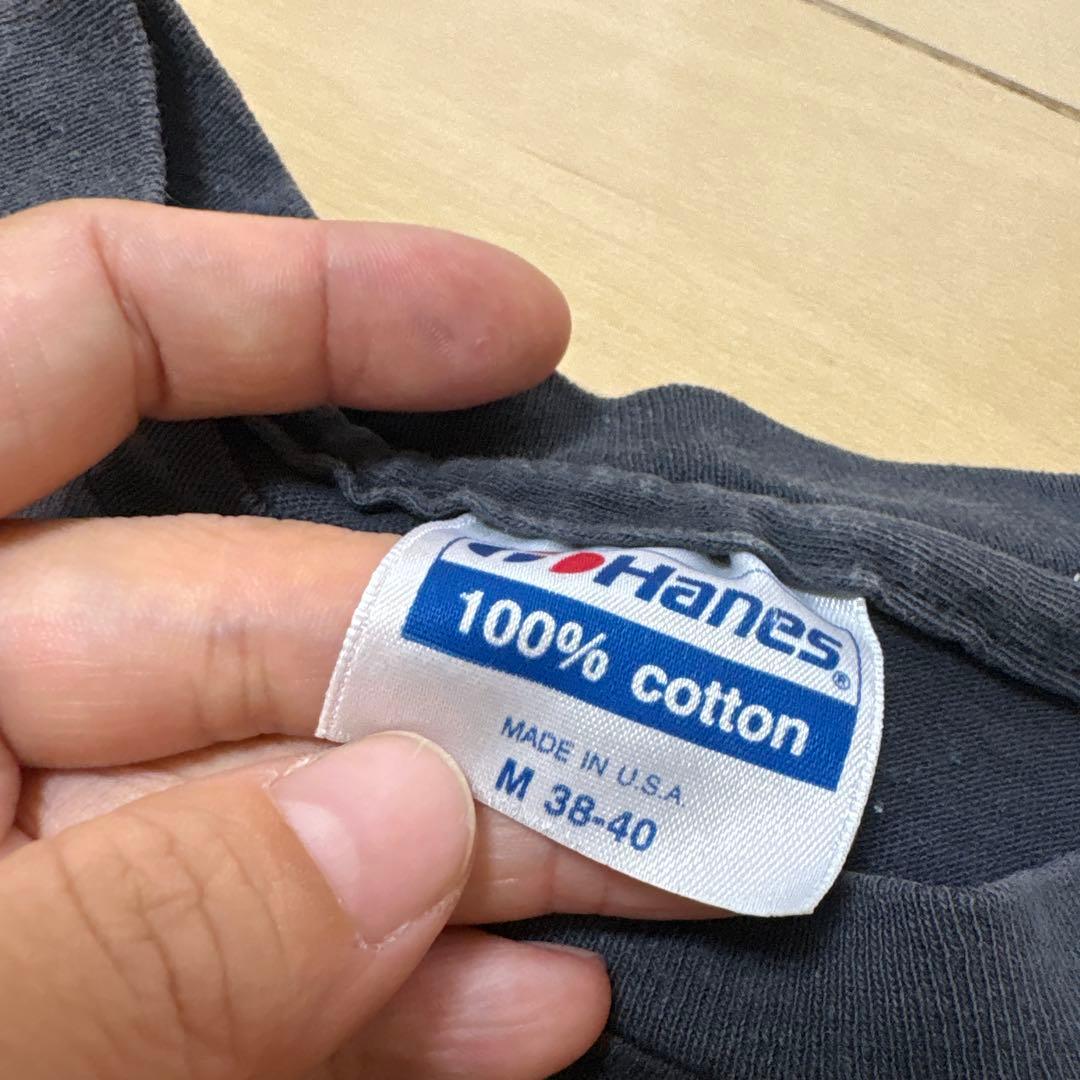 Hanes®
100% cotton
MADE IN U.S.A.
M 38-40